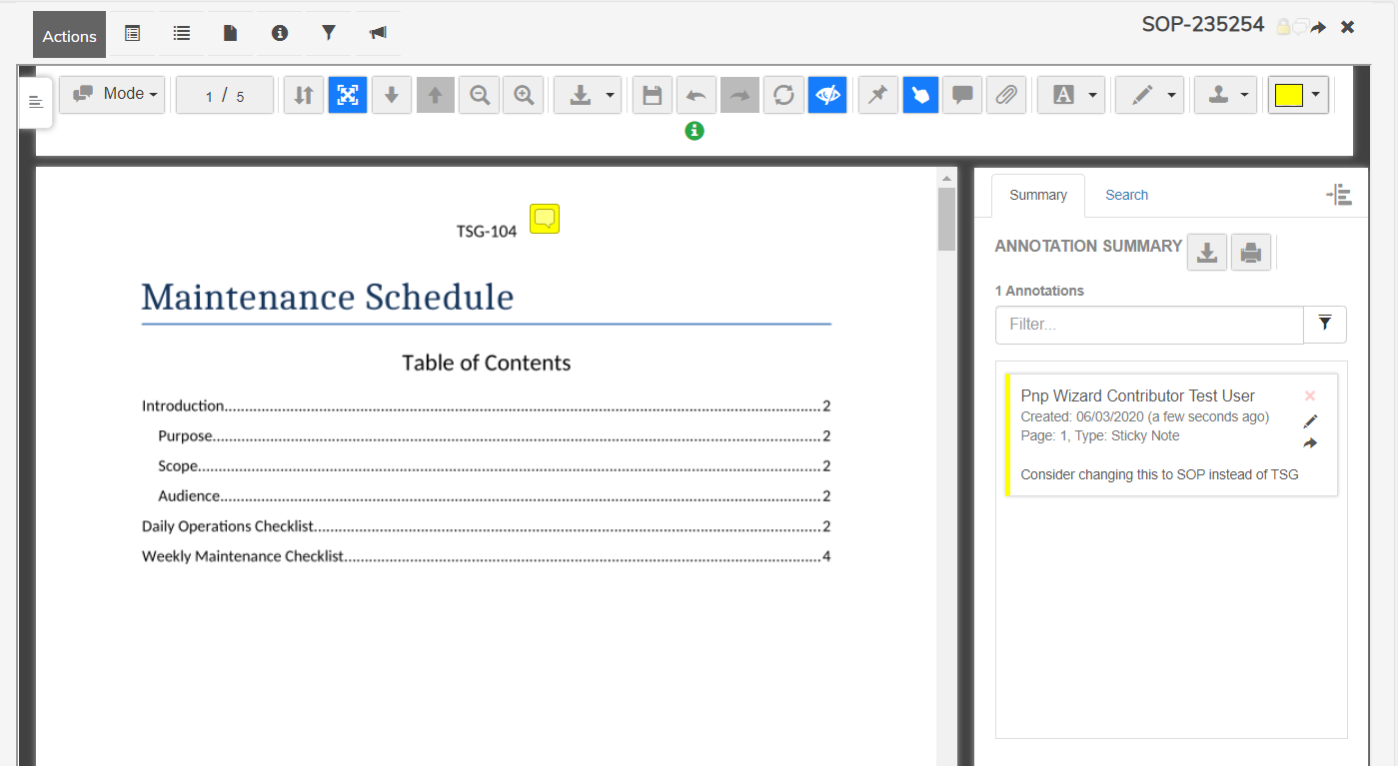 Actions
SOP-235254
Mode
1 / 5
A
TSG-104
Maintenance Schedule
Table of Contents
Introduction....................................................................................................2
Purpose....................................................................................................2
Scope....................................................................................................2
Audience....................................................................................................2
Daily Operations Checklist....................................................................................................2
Weekly Maintenance Checklist....................................................................................................4
Summary
Search
ANNOTATION SUMMARY
1 Annotations
Filter...
Pnp Wizard Contributor Test User
Created: 06/03/2020 (a few seconds ago)
Page: 1, Type: Sticky Note
Consider changing this to SOP instead of TSG